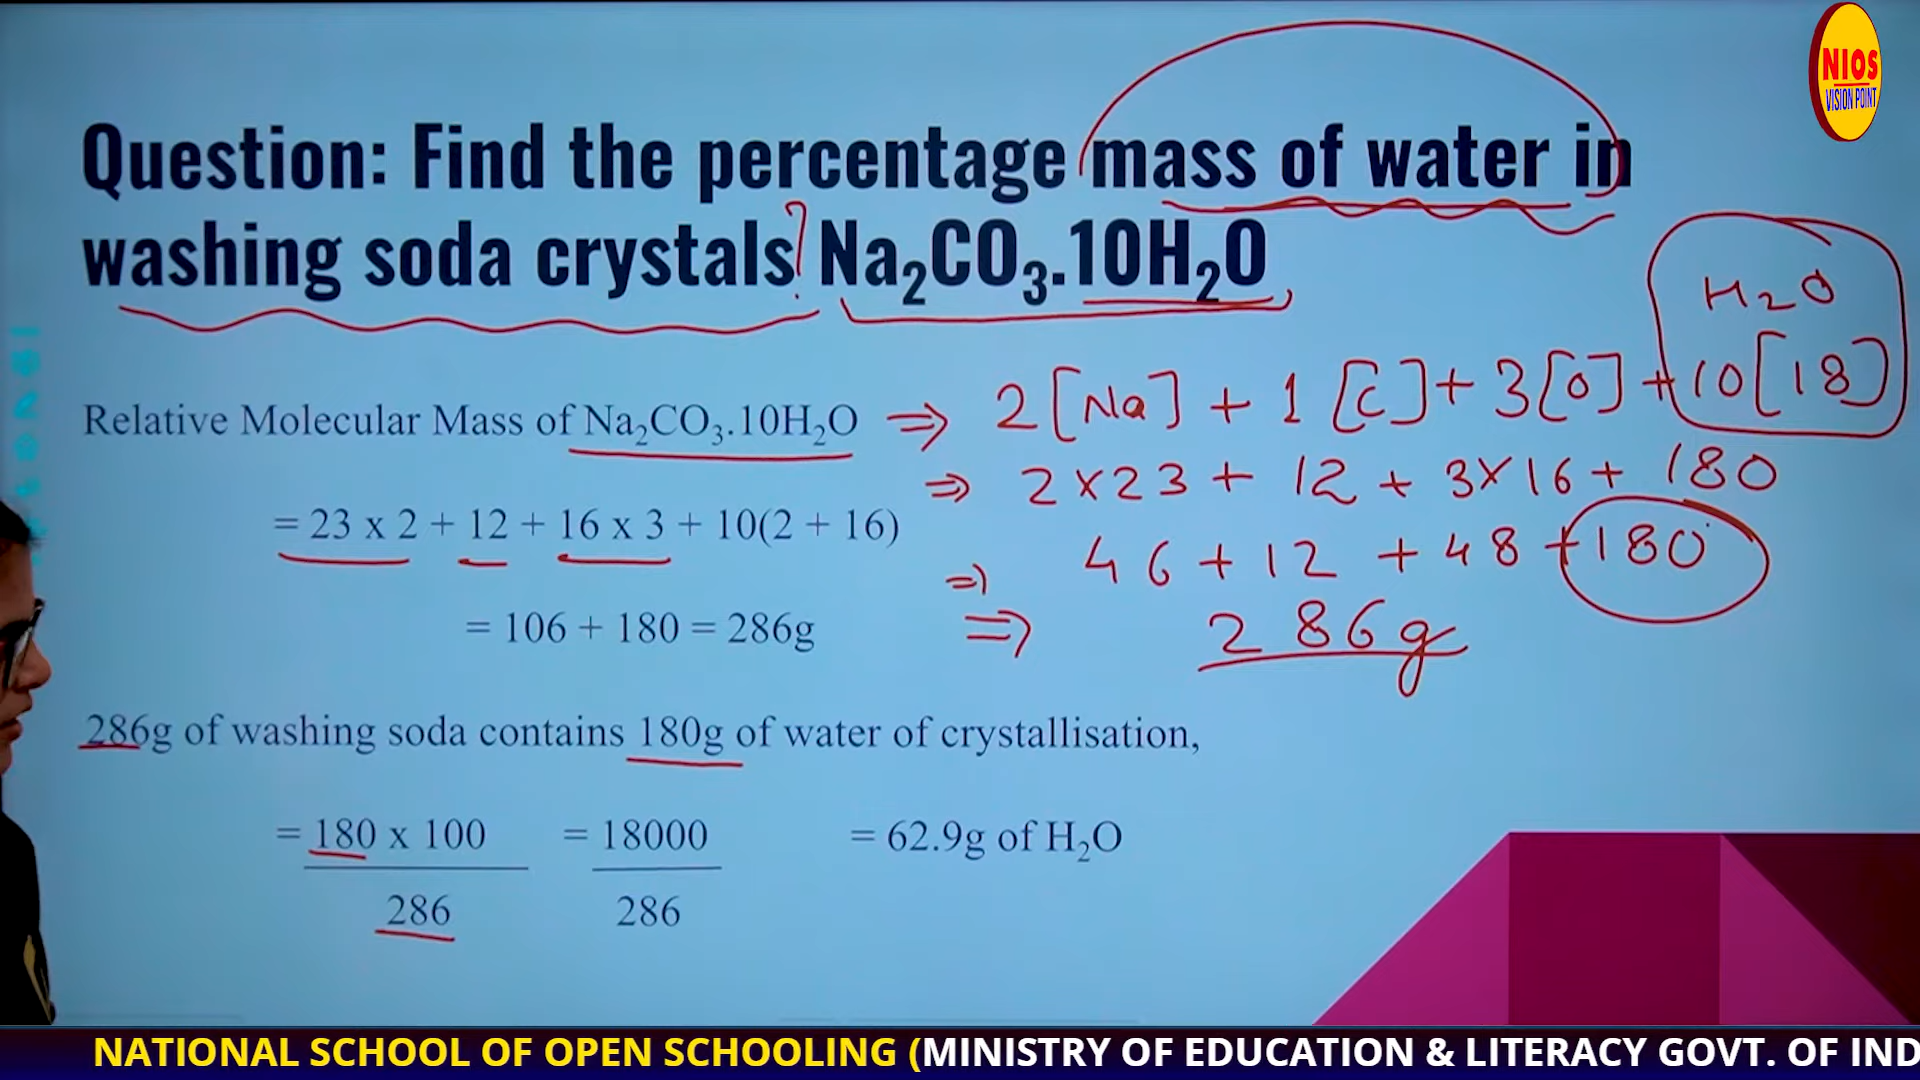 NIOS
VISION POINT
Question: Find the percentage mass of water in
washing soda crystals? Na₂CO₃.10H₂O
H₂O
Relative Molecular Mass of Na₂CO₃.10H₂O ⇒ 2[Na] + 1[C] + 3[O] + 10[18]
⇒ 2×23 + 12 + 3×16 + 180
= 23 x 2 + 12 + 16 x 3 + 10(2 + 16)
⇒ 46 + 12 + 48 + 180
= 106 + 180 = 286g
⇒ 286g
286g of washing soda contains 180g of water of crystallisation,
= 180 x 100 = 18000 = 62.9g of H₂O
286 286
NATIONAL SCHOOL OF OPEN SCHOOLING (MINISTRY OF EDUCATION & LITERACY GOVT. OF IND